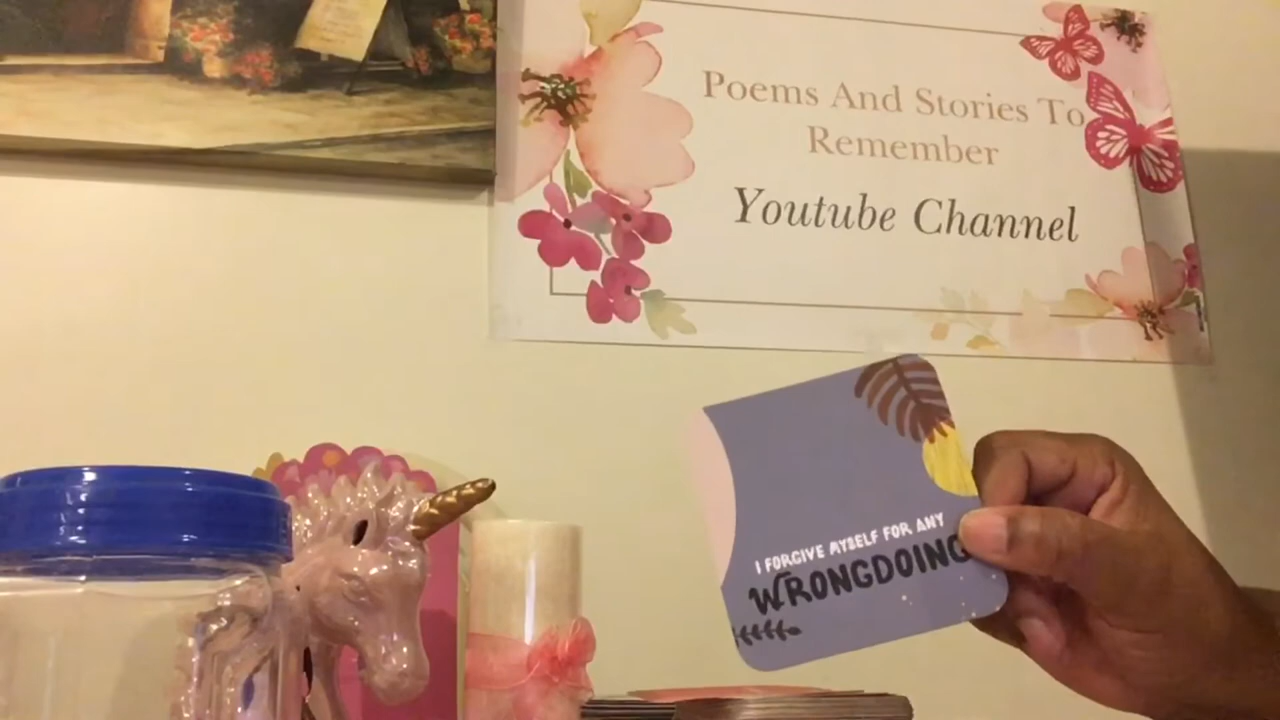 Poems And Stories To
Remember
Youtube Channel
I FORGIVE MYSELF FOR ANY
WRONGDOING